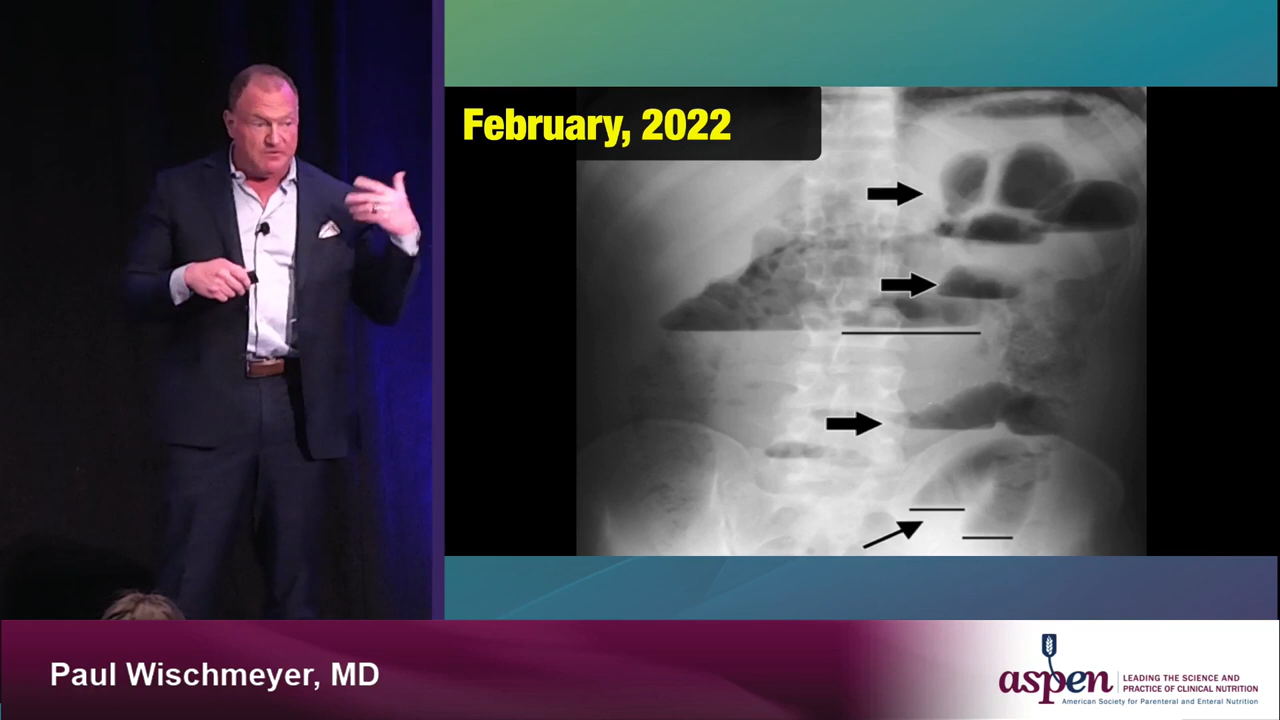 February, 2022
Paul Wischmeyer, MD
aspen
LEADING THE SCIENCE AND
PRACTICE OF CLINICAL NUTRITION
American Society for Parenteral and Enteral Nutrition